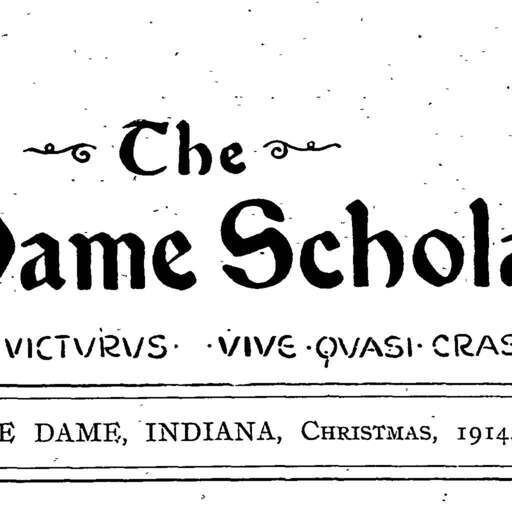 The
Dame Schola
VICTVRVS · · VIVE · QVASI · CRAS
E DAME, INDIANA, CHRISTMAS, 1914.